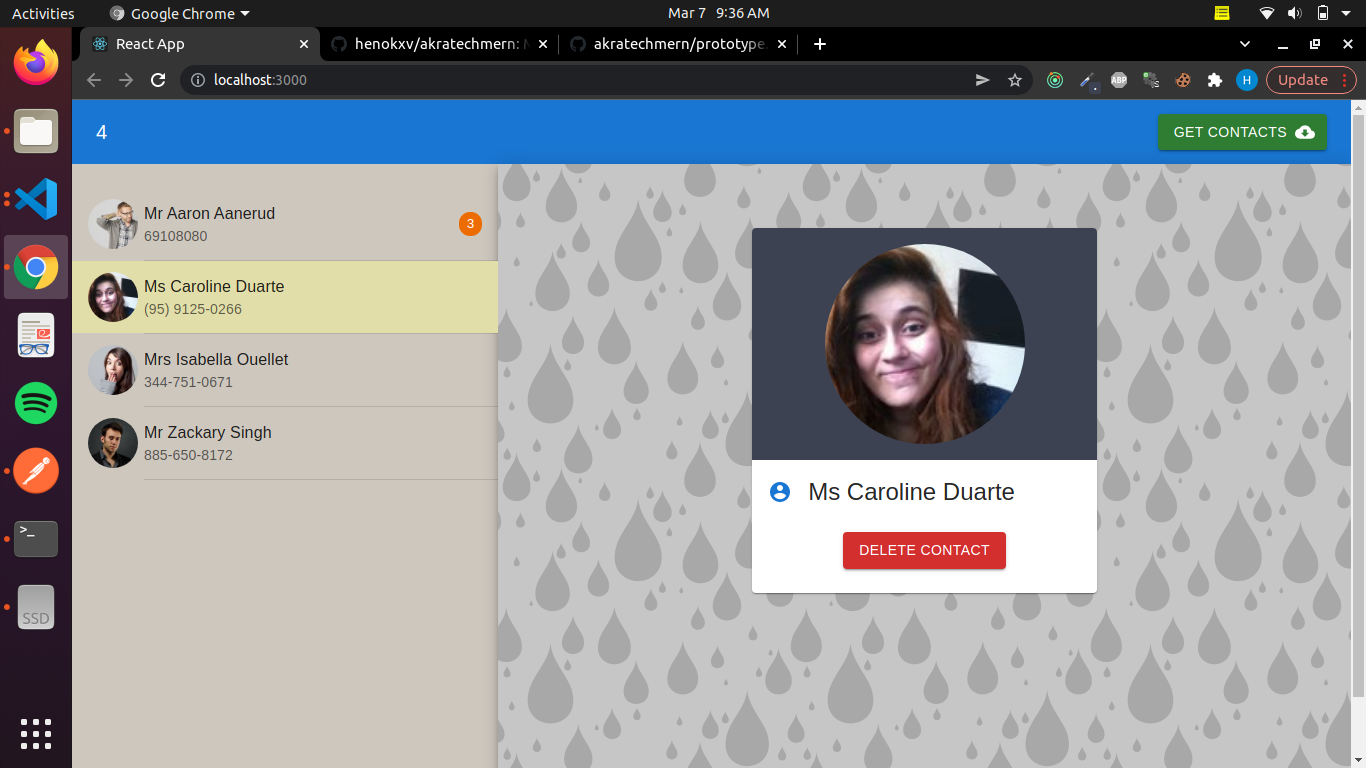 Activities Google Chrome Mar 7 9:36 AM
React App henokxv/akratechmern: M akratechmern/prototype.
localhost:3000 ABP H Update
4 GET CONTACTS
Mr Aaron Aanerud
69108080
3
Ms Caroline Duarte
(95) 9125-0266
Mrs Isabella Ouellet
344-751-0671
Mr Zackary Singh
885-650-8172
Ms Caroline Duarte
DELETE CONTACT
>_
SSD